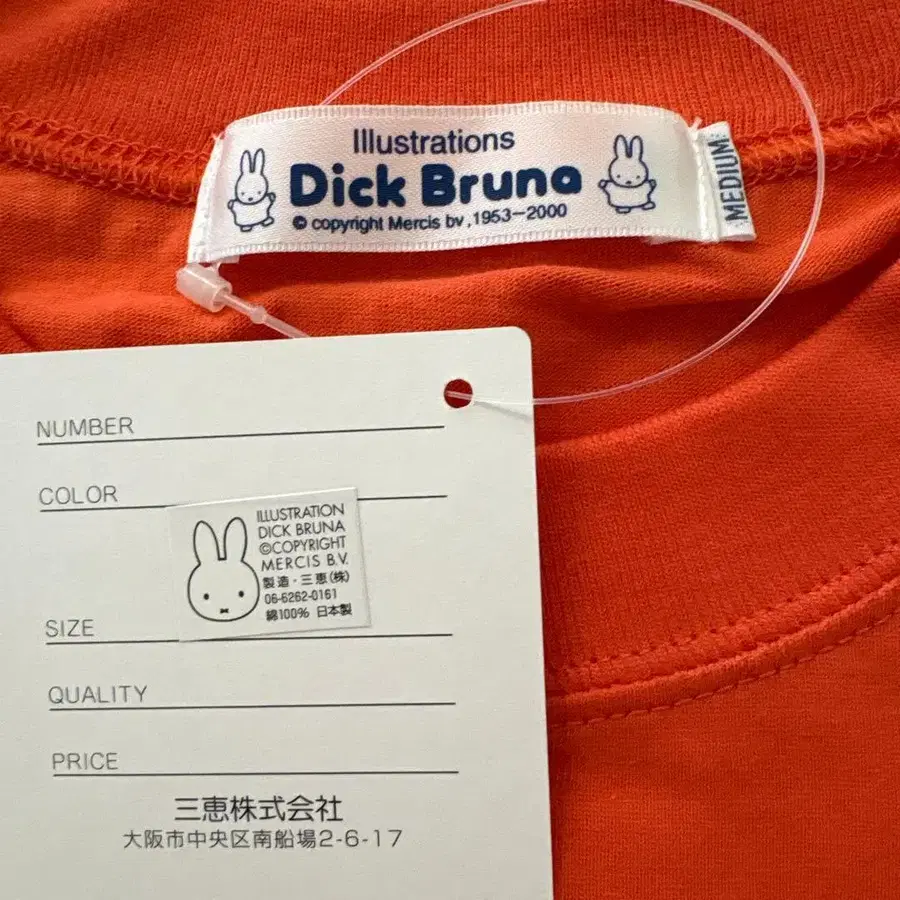 Illustrations
Dick Bruna
© copyright Mercis bv, 1953–2000
MEDIUM
NUMBER
COLOR
ILLUSTRATION
DICK BRUNA
©COPYRIGHT
MERCIS B.V.
製造・三恵(株)
06-6262-0161
綿100% 日本製
SIZE
QUALITY
PRICE
三恵株式会社
大阪市中央区南船場2-6-17